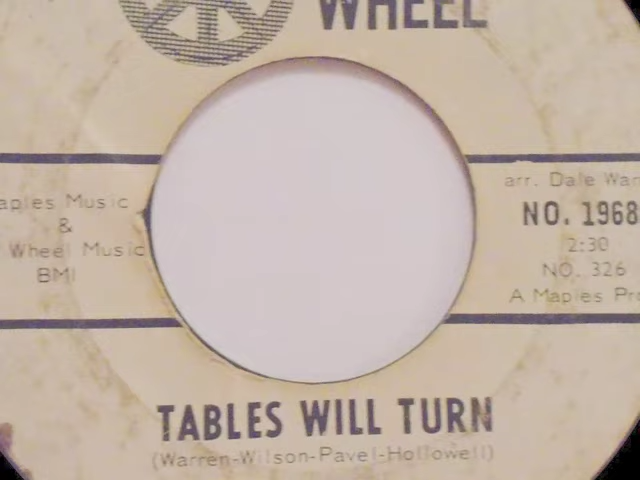 WHEEL
aples Music
&
Wheel Music
BMI
arr. Dale War
NO. 1968
2:30
NO. 326
A Maples Pro
TABLES WILL TURN
(Warren-Wilson-Pavel-Hollowell)